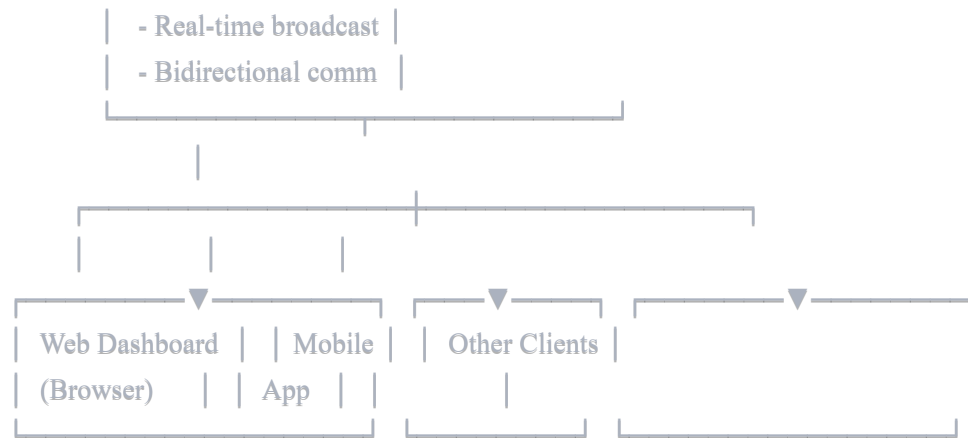 - Real-time broadcast
- Bidirectional comm
Web Dashboard Mobile Other Clients
(Browser) App